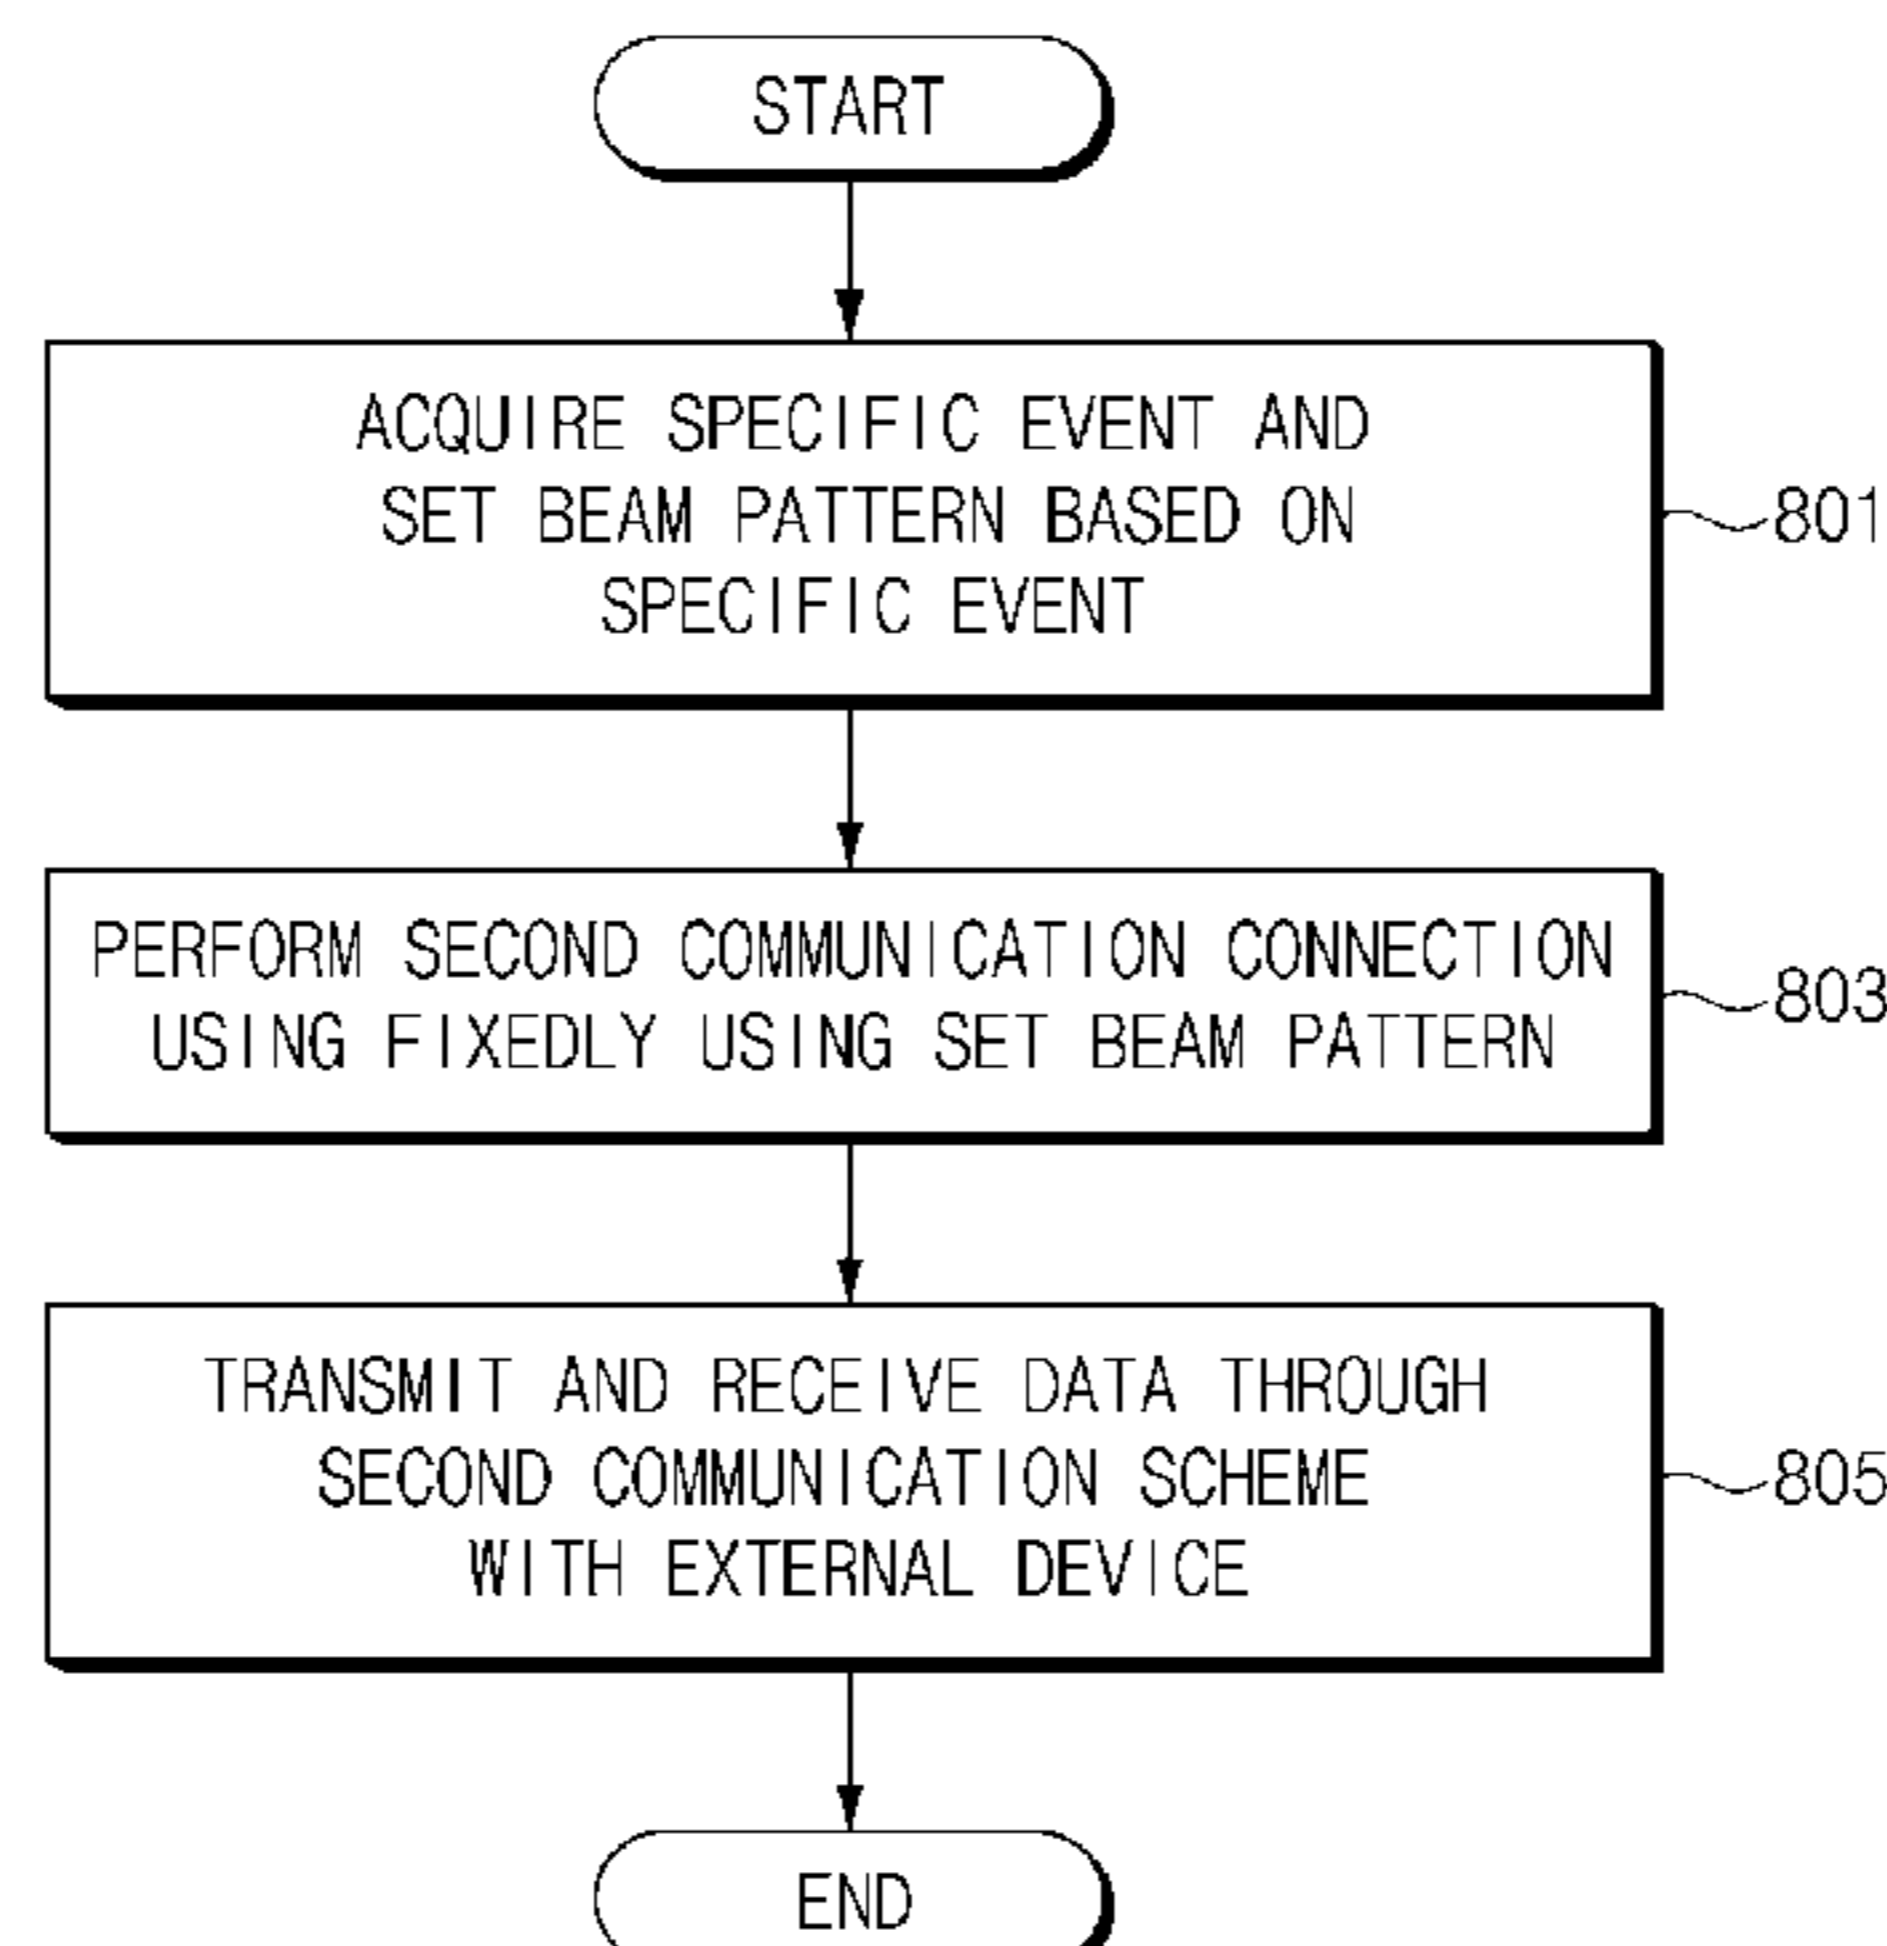 START
ACQUIRE SPECIFIC EVENT AND
SET BEAM PATTERN BASED ON
SPECIFIC EVENT
801
PERFORM SECOND COMMUNICATION CONNECTION
USING FIXEDLY USING SET BEAM PATTERN
803
TRANSMIT AND RECEIVE DATA THROUGH
SECOND COMMUNICATION SCHEME
WITH EXTERNAL DEVICE
805
END